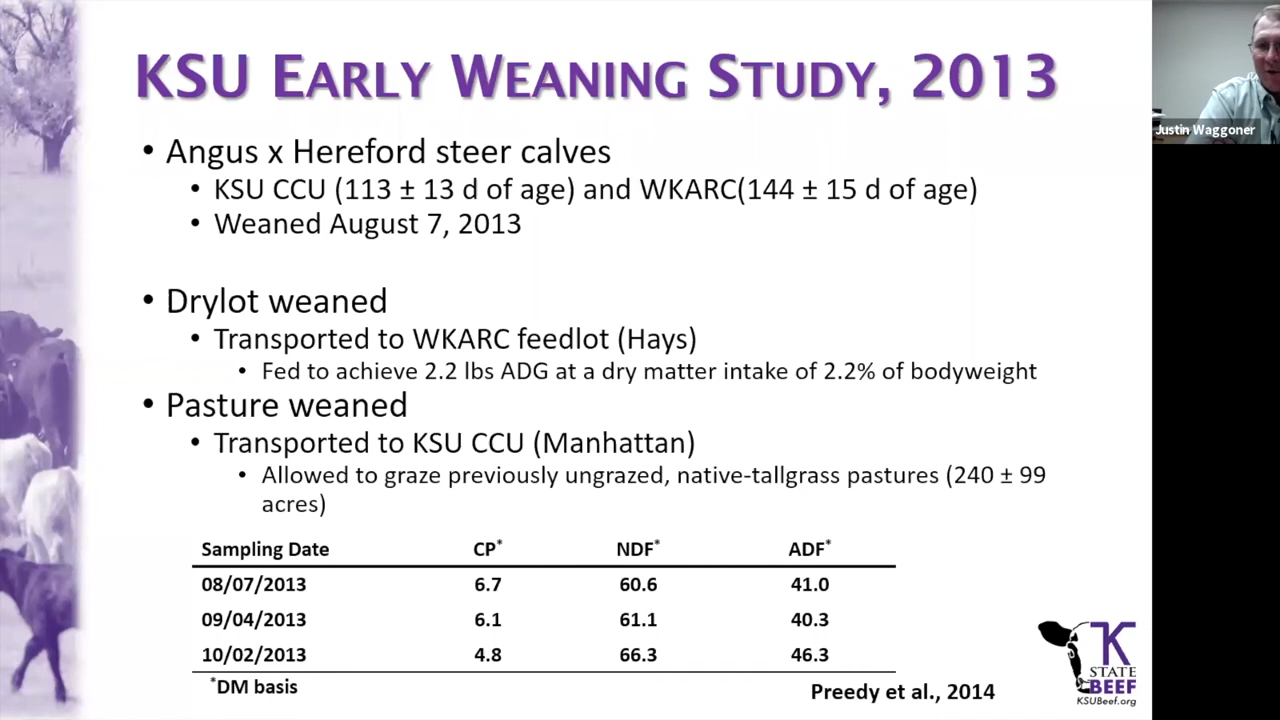 KSU EARLY WEANING STUDY, 2013
Justin Waggoner
• Angus x Hereford steer calves
• KSU CCU (113 ± 13 d of age) and WKARC(144 ± 15 d of age)
• Weaned August 7, 2013
• Drylot weaned
• Transported to WKARC feedlot (Hays)
• Fed to achieve 2.2 lbs ADG at a dry matter intake of 2.2% of bodyweight
• Pasture weaned
• Transported to KSU CCU (Manhattan)
• Allowed to graze previously ungrazed, native-tallgrass pastures (240 ± 99
acres)
Sampling Date CP* NDF* ADF*
08/07/2013 6.7 60.6 41.0
09/04/2013 6.1 61.1 40.3
10/02/2013 4.8 66.3 46.3
*DM basis
Preedy et al., 2014
K
STATE
BEEF
KSUBeef.org